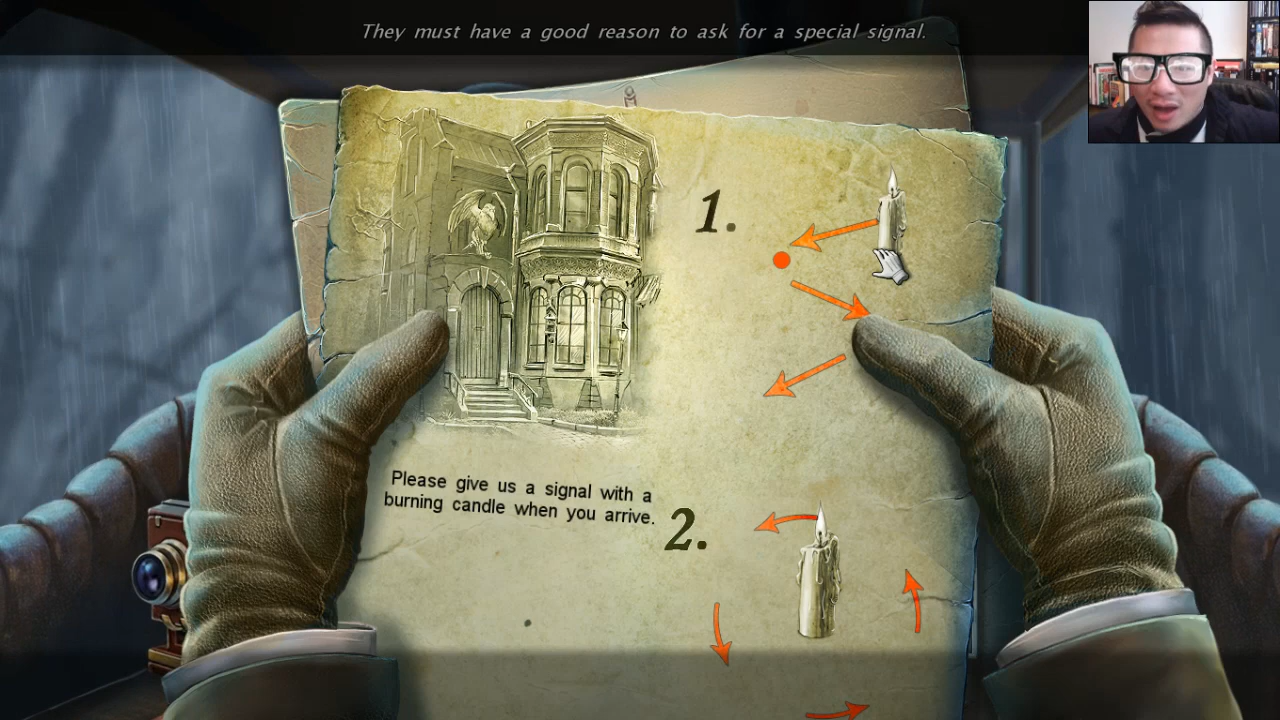 They must have a good reason to ask for a special signal.
1.
Please give us a signal with a
burning candle when you arrive.
2.